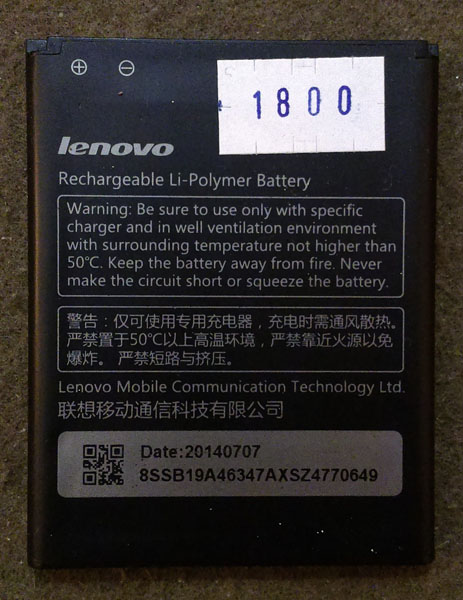 ⊕ ⊖
1800
lenovo
Rechargeable Li-Polymer Battery
Warning: Be sure to use only with specific
charger and in well ventilation environment
with surrounding temperature not higher than
50℃. Keep the battery away from fire. Never
make the circuit short or squeeze the battery.
警告：仅可使用专用充电器，充电时需通风散热。
严禁置于50℃以上高温环境，严禁靠近火源以免
爆炸。 严禁短路与挤压。
Lenovo Mobile Communication Technology Ltd.
联想移动通信科技有限公司
Date:20140707
8SSB19A46347AXSZ4770649